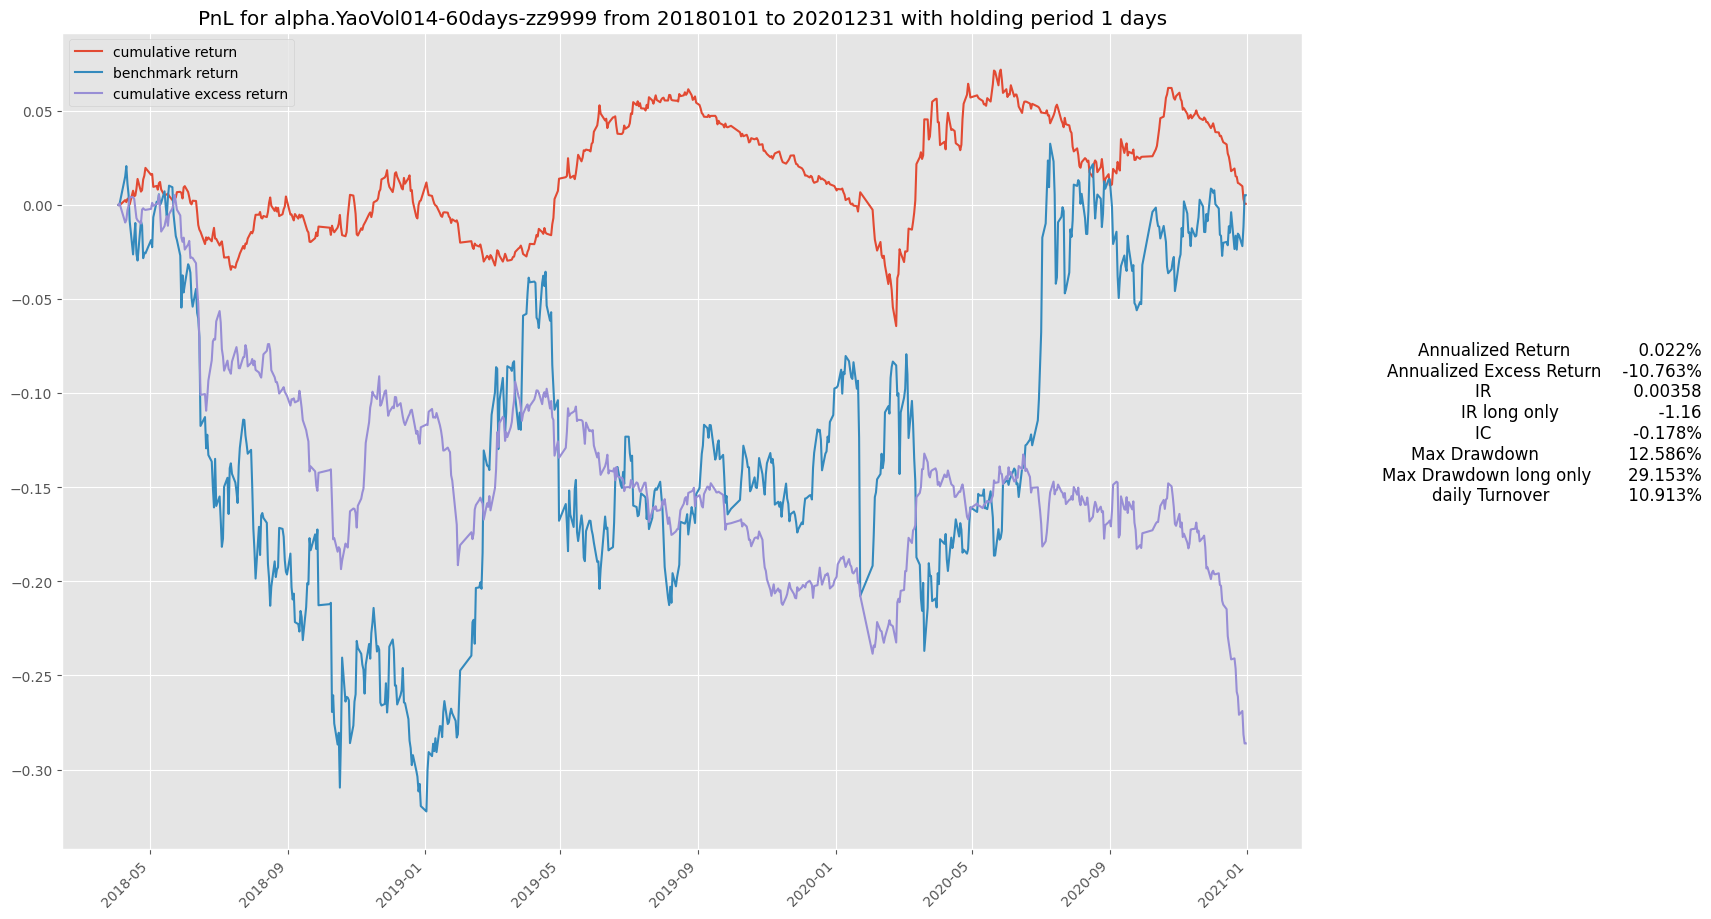 PnL for alpha.YaoVol014-60days-zz9999 from 20180101 to 20201231 with holding period 1 days
cumulative return
benchmark return
cumulative excess return
0.05
0.00
−0.05
−0.10
−0.15
−0.20
−0.25
−0.30
2018-05
2018-09
2019-01
2019-05
2019-09
2020-01
2020-05
2020-09
2021-01
Annualized Return 0.022%
Annualized Excess Return -10.763%
IR 0.00358
IR long only -1.16
IC -0.178%
Max Drawdown 12.586%
Max Drawdown long only 29.153%
daily Turnover 10.913%